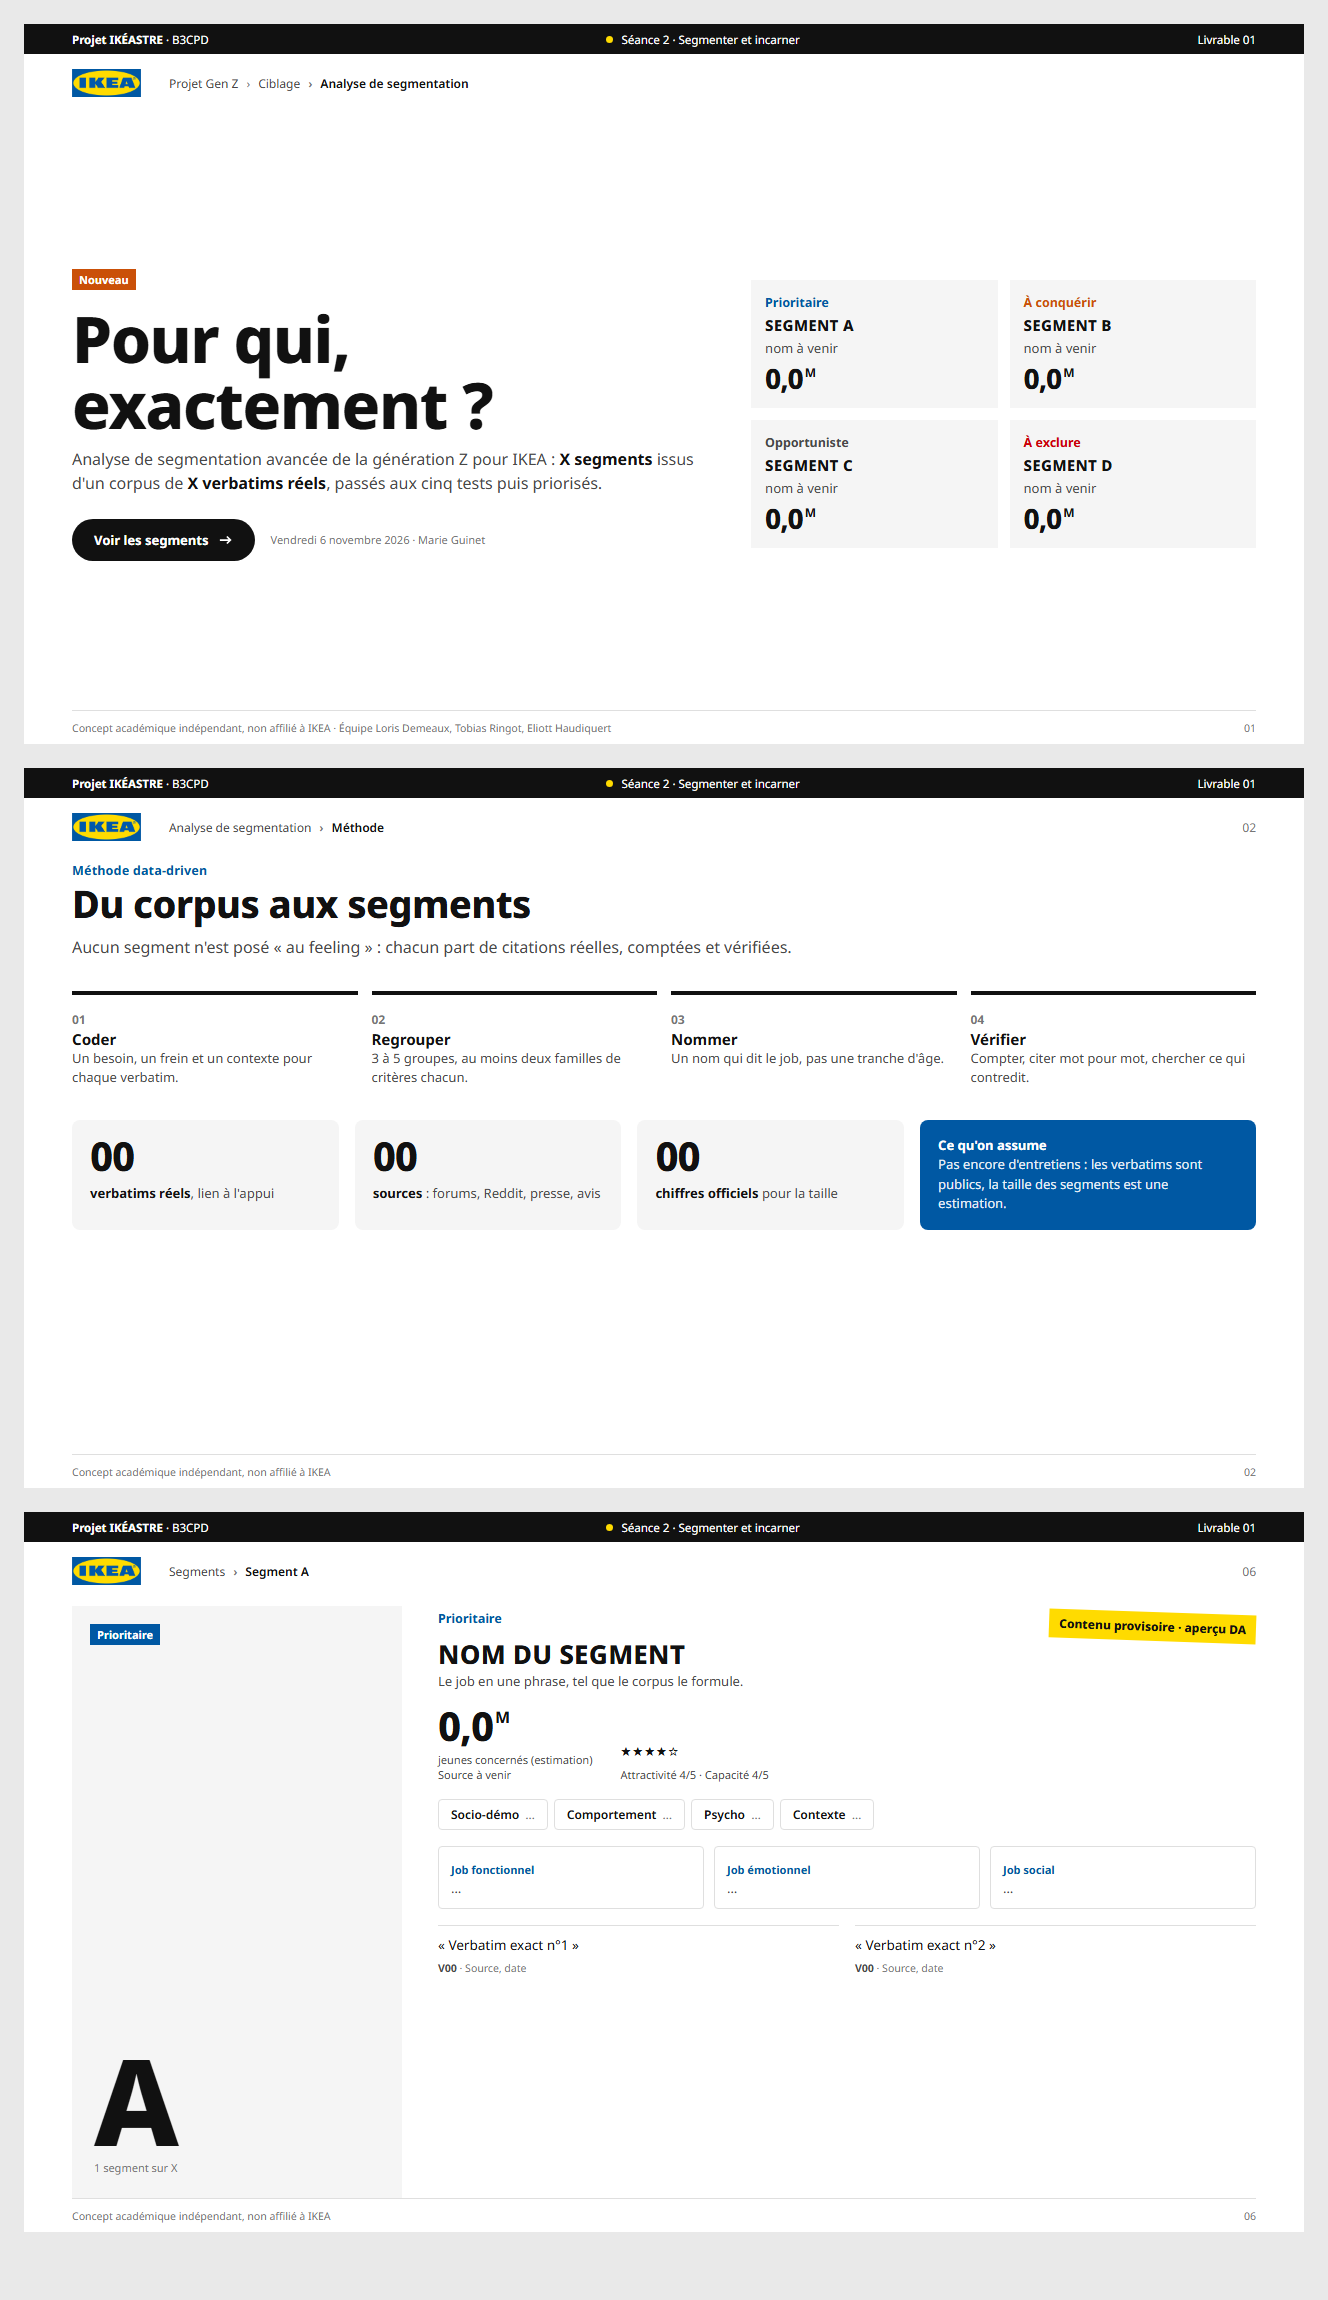 Projet IKÉASTRE · B3CPD
Séance 2 · Segmenter et incarner
Livrable 01
IKEA
Projet Gen Z › Ciblage › Analyse de segmentation
Nouveau
Pour qui,
exactement ?
Analyse de segmentation avancée de la génération Z pour IKEA : X segments issus
d'un corpus de X verbatims réels, passés aux cinq tests puis priorisés.
Voir les segments →
Vendredi 6 novembre 2026 · Marie Guinet
Prioritaire
SEGMENT A
nom à venir
0,0M
À conquérir
SEGMENT B
nom à venir
0,0M
Opportuniste
SEGMENT C
nom à venir
0,0M
À exclure
SEGMENT D
nom à venir
0,0M
Concept académique indépendant, non affilié à IKEA · Équipe Loris Demeaux, Tobias Ringot, Eliott Haudiquert
01
Projet IKÉASTRE · B3CPD
Séance 2 · Segmenter et incarner
Livrable 01
IKEA
Analyse de segmentation › Méthode
02
Méthode data-driven
Du corpus aux segments
Aucun segment n'est posé « au feeling » : chacun part de citations réelles, comptées et vérifiées.
01
Coder
Un besoin, un frein et un contexte pour
chaque verbatim.
02
Regrouper
3 à 5 groupes, au moins deux familles de
critères chacun.
03
Nommer
Un nom qui dit le job, pas une tranche d'âge.
04
Vérifier
Compter, citer mot pour mot, chercher ce qui
contredit.
00
verbatims réels, lien à l'appui
00
sources : forums, Reddit, presse, avis
00
chiffres officiels pour la taille
Ce qu'on assume
Pas encore d'entretiens : les verbatims sont
publics, la taille des segments est une
estimation.
Concept académique indépendant, non affilié à IKEA
02
Projet IKÉASTRE · B3CPD
Séance 2 · Segmenter et incarner
Livrable 01
IKEA
Segments › Segment A
06
Prioritaire
A
1 segment sur X
Prioritaire
Contenu provisoire · aperçu DA
NOM DU SEGMENT
Le job en une phrase, tel que le corpus le formule.
0,0M
jeunes concernés (estimation)
Source à venir
★★★★☆
Attractivité 4/5 · Capacité 4/5
Socio-démo ...
Comportement ...
Psycho ...
Contexte ...
Job fonctionnel
...
Job émotionnel
...
Job social
...
« Verbatim exact n°1 »
V00 · Source, date
« Verbatim exact n°2 »
V00 · Source, date
Concept académique indépendant, non affilié à IKEA
06